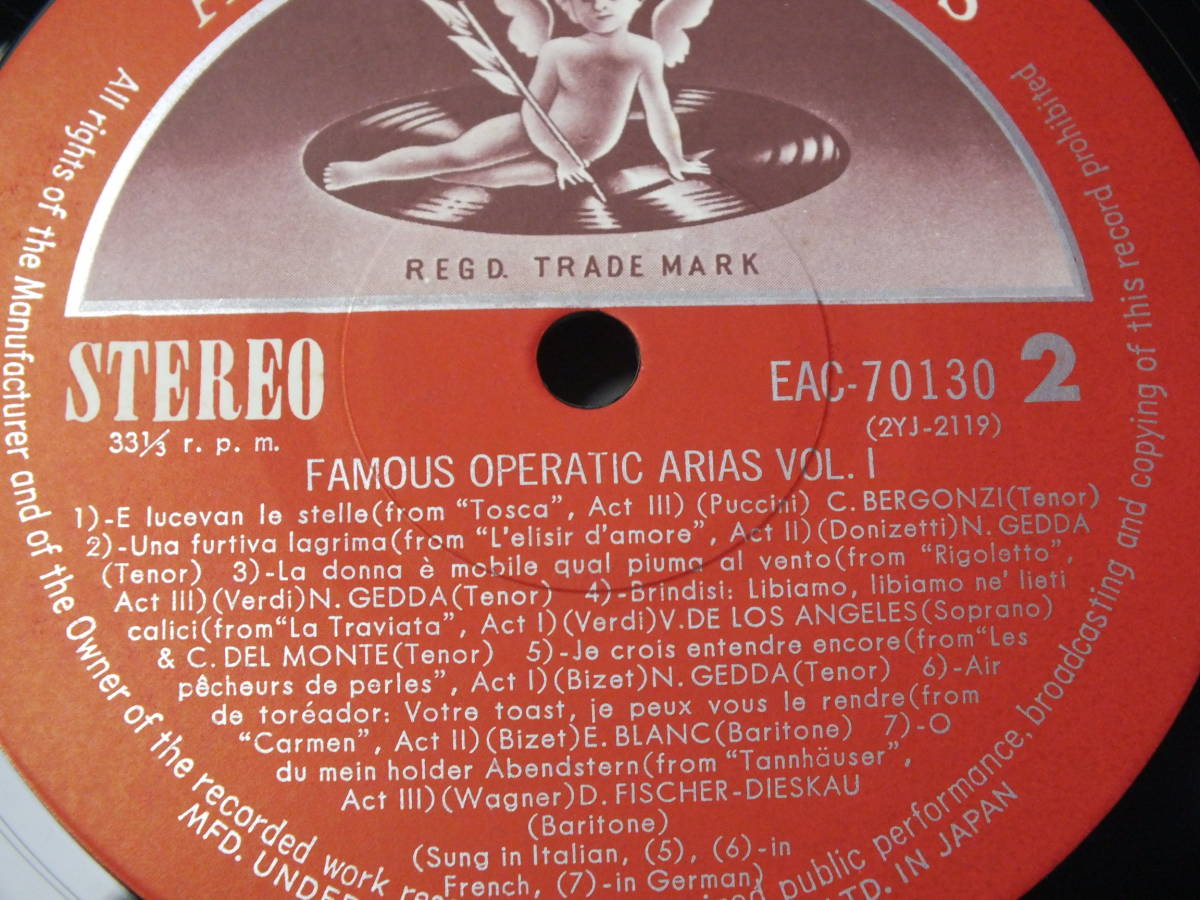 REGD. TRADE MARK
STEREO
33⅓ r. p. m.
EAC-70130 2
(2YJ-2119)
FAMOUS OPERATIC ARIAS VOL. I
1)-E lucevan le stelle(from “Tosca”, Act III) (Puccini) C. BERGONZI(Tenor)
2)-Una furtiva lagrima(from “L'elisir d'amore”, Act II)(Donizetti)N. GEDDA
(Tenor) 3)-La donna è mobile qual piuma al vento(from “Rigoletto”,
Act III)(Verdi)N. GEDDA(Tenor) 4)-Brindisi: Libiamo, libiamo ne' lieti
calici(from“La Traviata”, Act I)(Verdi)V. DE LOS ANGELES(Soprano)
& C. DEL MONTE(Tenor) 5)-Je crois entendre encore(from“Les
pêcheurs de perles”, Act I)(Bizet)N. GEDDA(Tenor) 6)-Air
de toréador: Votre toast, je peux vous le rendre(from
“Carmen”, Act II)(Bizet)E. BLANC(Baritone) 7)-O
du mein holder Abendstern(from “Tannhäuser”,
Act III)(Wagner)D. FISCHER-DIESKAU
(Baritone)
(Sung in Italian, (5), (6)-in
French, (7)-in German)
All rights of the Manufacturer and of the Owner of the recorded work
public performance, broadcasting and copying of this record prohibited
MFD. UNDER
LTD. IN JAPAN